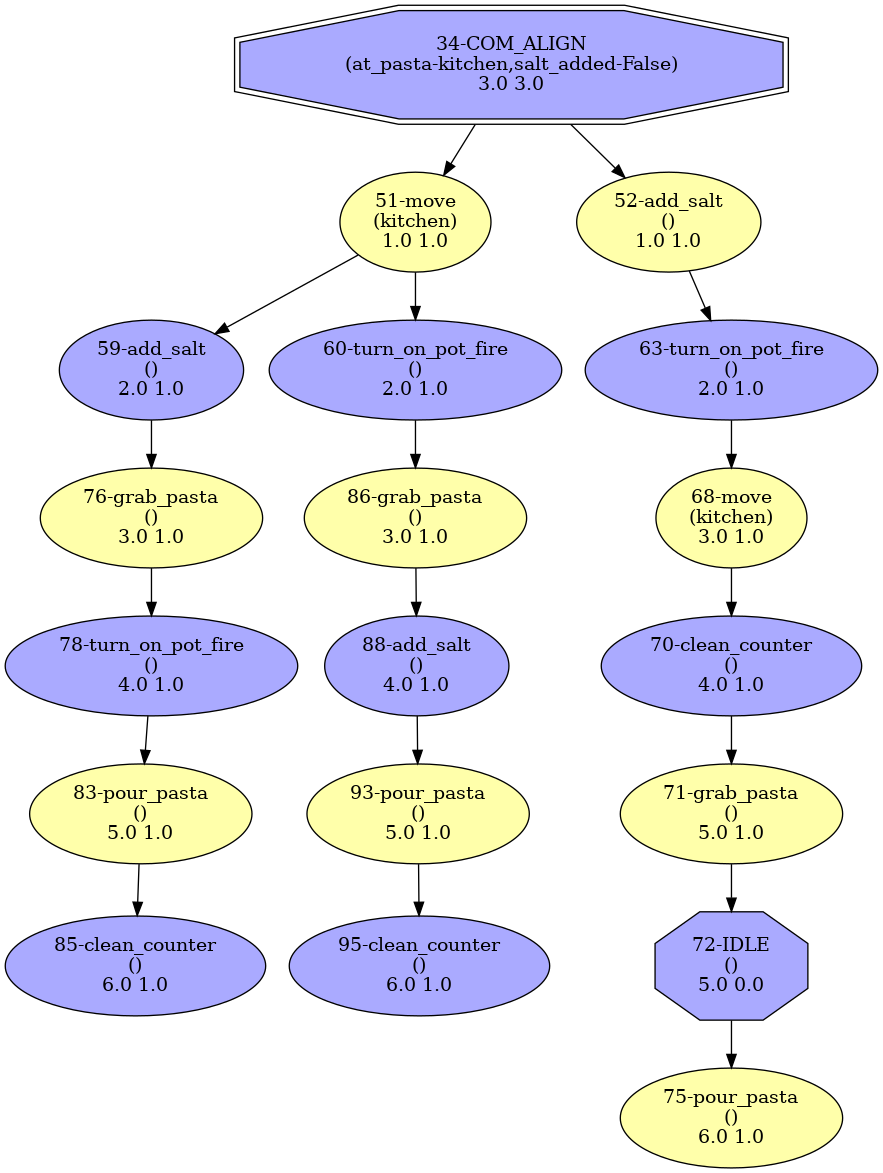 34-COM_ALIGN
(at_pasta-kitchen,salt_added-False)
3.0 3.0
51-move
(kitchen)
1.0 1.0
52-add_salt
()
1.0 1.0
59-add_salt
()
2.0 1.0
60-turn_on_pot_fire
()
2.0 1.0
63-turn_on_pot_fire
()
2.0 1.0
76-grab_pasta
()
3.0 1.0
86-grab_pasta
()
3.0 1.0
68-move
(kitchen)
3.0 1.0
78-turn_on_pot_fire
()
4.0 1.0
88-add_salt
()
4.0 1.0
70-clean_counter
()
4.0 1.0
83-pour_pasta
()
5.0 1.0
93-pour_pasta
()
5.0 1.0
71-grab_pasta
()
5.0 1.0
85-clean_counter
()
6.0 1.0
95-clean_counter
()
6.0 1.0
72-IDLE
()
5.0 0.0
75-pour_pasta
()
6.0 1.0